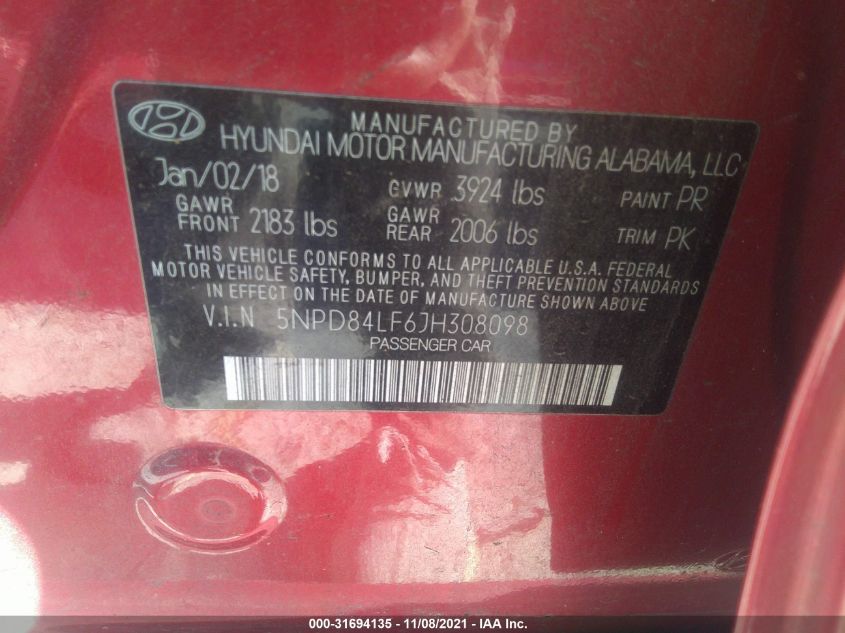 MANUFACTURED BY
HYUNDAI MOTOR MANUFACTURING ALABAMA, LLC
Jan/02/18 GVWR 3924 lbs PAINT PR
GAWR FRONT 2183 lbs GAWR REAR 2006 lbs TRIM PK
THIS VEHICLE CONFORMS TO ALL APPLICABLE U.S.A. FEDERAL
MOTOR VEHICLE SAFETY, BUMPER, AND THEFT PREVENTION STANDARDS
IN EFFECT ON THE DATE OF MANUFACTURE SHOWN ABOVE
V.I.N 5NPD84LF6JH308098
PASSENGER CAR
000-31694135 - 11/08/2021 - IAA Inc.